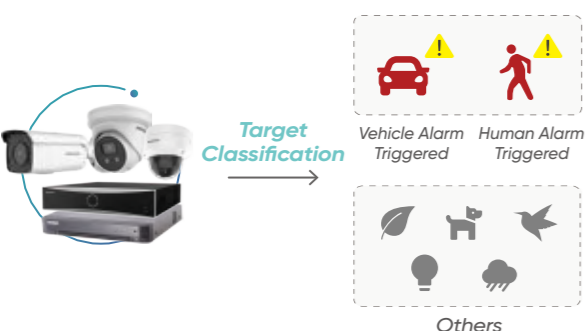 Target
Classification
Vehicle Alarm
Triggered
Human Alarm
Triggered
Others